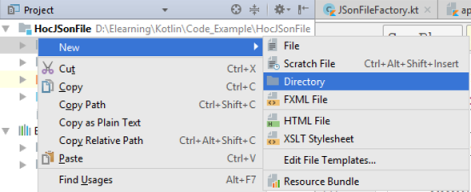 Project
JSonFileFactory.kt
ap
HocJSonFile D:\Elearning\Kotlin\Code_Example\HocJSonFile
New
File
Cut Ctrl+X
Scratch File Ctrl+Alt+Shift+Insert
Copy Ctrl+C
Directory
Copy Path Ctrl+Shift+C
FXML File
Copy as Plain Text
HTML File
Copy Relative Path Ctrl+Alt+Shift+C
XSLT Stylesheet
Paste Ctrl+V
Edit File Templates...
Find Usages Alt+F7
Resource Bundle